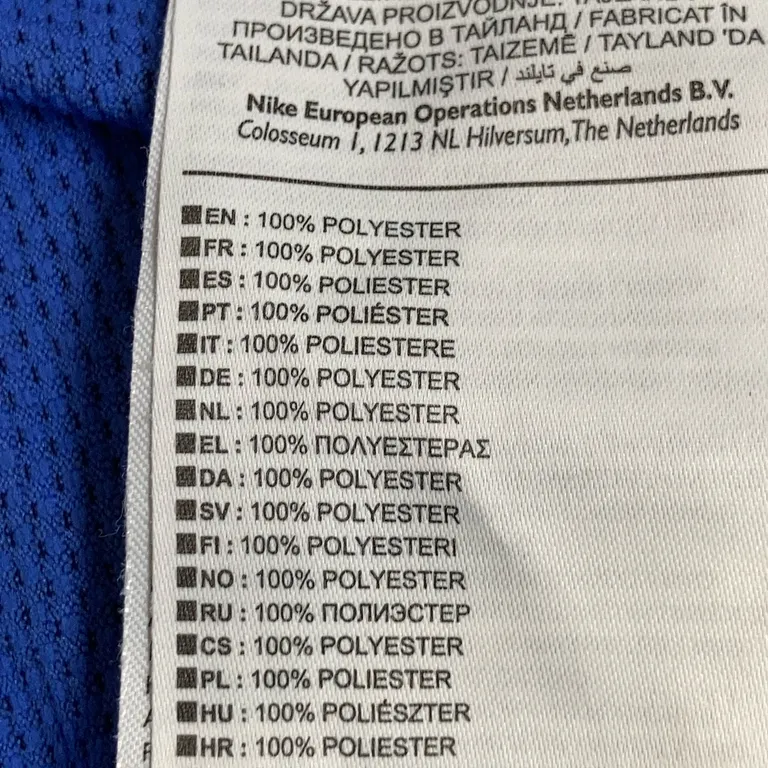 DRŽAVA PROIZVODNJE:
ПРОИЗВЕДЕНО В ТАЙЛАНД / FABRICAT ÎN
TAILANDA / RAŽOTS: TAIZEMĒ / TAYLAND 'DA
YAPILMIŞTIR / صنع في تايلند
Nike European Operations Netherlands B.V.
Colosseum 1, 1213 NL Hilversum, The Netherlands
EN : 100% POLYESTER
FR : 100% POLYESTER
ES : 100% POLIESTER
PT : 100% POLIÉSTER
IT : 100% POLIESTERE
DE : 100% POLYESTER
NL : 100% POLYESTER
EL : 100% ΠΟΛΥΕΣΤΕΡΑΣ
DA : 100% POLYESTER
SV : 100% POLYESTER
FI : 100% POLYESTERI
NO : 100% POLYESTER
RU : 100% ПОЛИЭСТЕР
CS : 100% POLYESTER
PL : 100% POLIESTER
HU : 100% POLIÉSZTER
HR : 100% POLIESTER